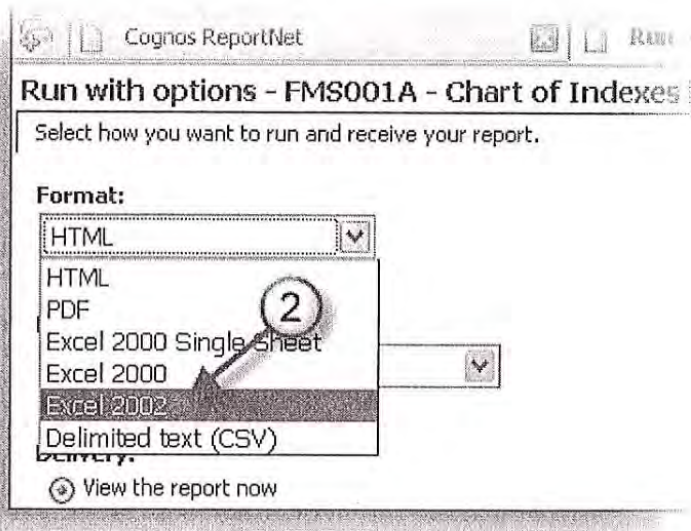 Cognos ReportNet
Run
Run with options - FMS001A - Chart of Indexes
Select how you want to run and receive your report.
Format:
HTML
HTML
PDF
2
Excel 2000 Single Sheet
Excel 2000
Excel 2002
Delimited text (CSV)
Delivery:
View the report now